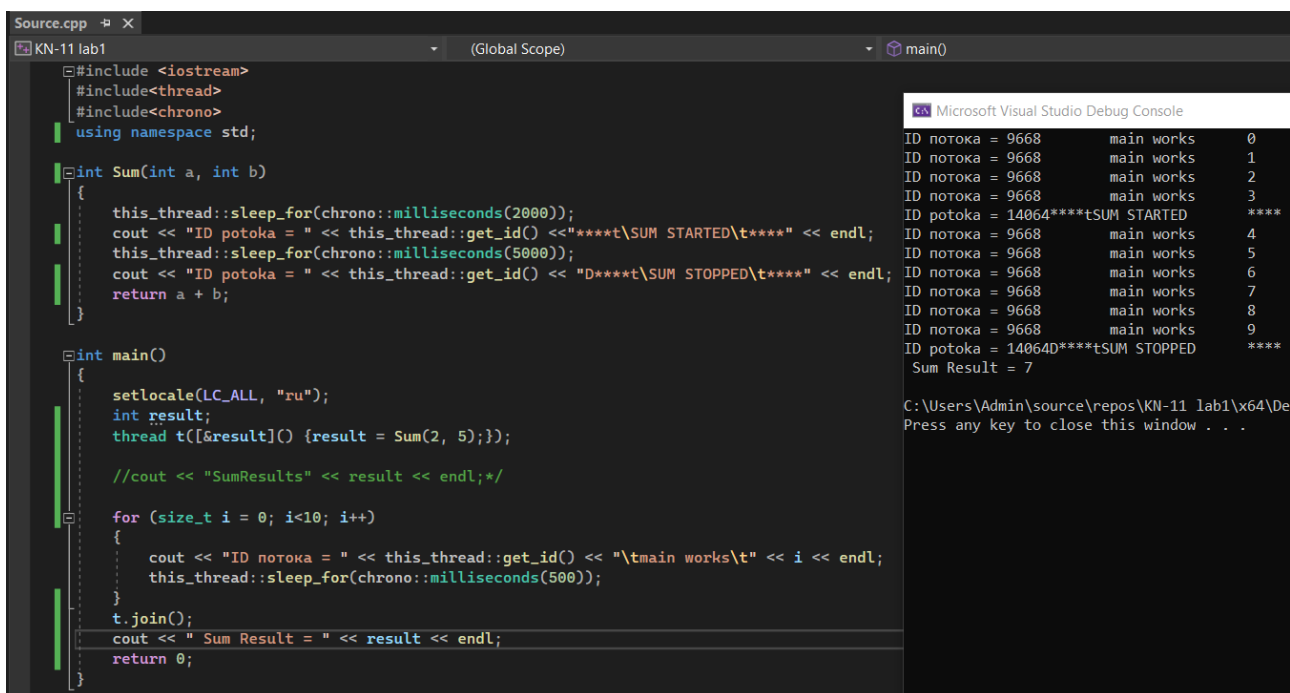 Source.cpp
KN-11 lab1
(Global Scope)
main()
#include <iostream>
#include<thread>
#include<chrono>
using namespace std;
int Sum(int a, int b)
{
this_thread::sleep_for(chrono::milliseconds(2000));
cout << "ID potoka = " << this_thread::get_id() <<"****t\SUM STARTED\t****" << endl;
this_thread::sleep_for(chrono::milliseconds(5000));
cout << "ID potoka = " << this_thread::get_id() << "D****t\SUM STOPPED\t****" << endl;
return a + b;
}
int main()
{
setlocale(LC_ALL, "ru");
int result;
thread t([&result]() {result = Sum(2, 5);});
//cout << "SumResults" << result << endl;*/
for (size_t i = 0; i<10; i++)
{
cout << "ID потока = " << this_thread::get_id() << "\tmain works\t" << i << endl;
this_thread::sleep_for(chrono::milliseconds(500));
}
t.join();
cout << " Sum Result = " << result << endl;
return 0;
}
Microsoft Visual Studio Debug Console
ID потока = 9668 main works 0
ID потока = 9668 main works 1
ID потока = 9668 main works 2
ID потока = 9668 main works 3
ID potoka = 14064****tSUM STARTED ****
ID потока = 9668 main works 4
ID потока = 9668 main works 5
ID потока = 9668 main works 6
ID потока = 9668 main works 7
ID потока = 9668 main works 8
ID потока = 9668 main works 9
ID potoka = 14064D****tSUM STOPPED ****
Sum Result = 7
C:\Users\Admin\source\repos\KN-11 lab1\x64\De
Press any key to close this window . . .